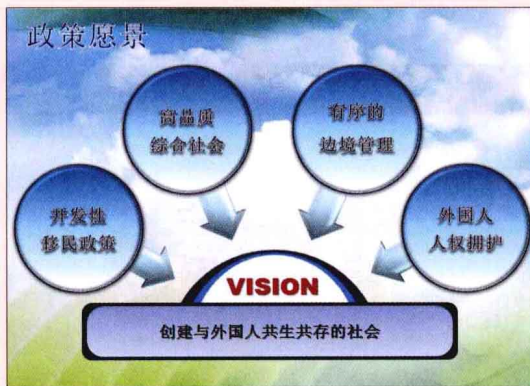 政策愿景
高品质
综合社会
有序的
边境管理
开发性
移民政策
外国人
人权拥护
VISION
创建与外国人共生共存的社会